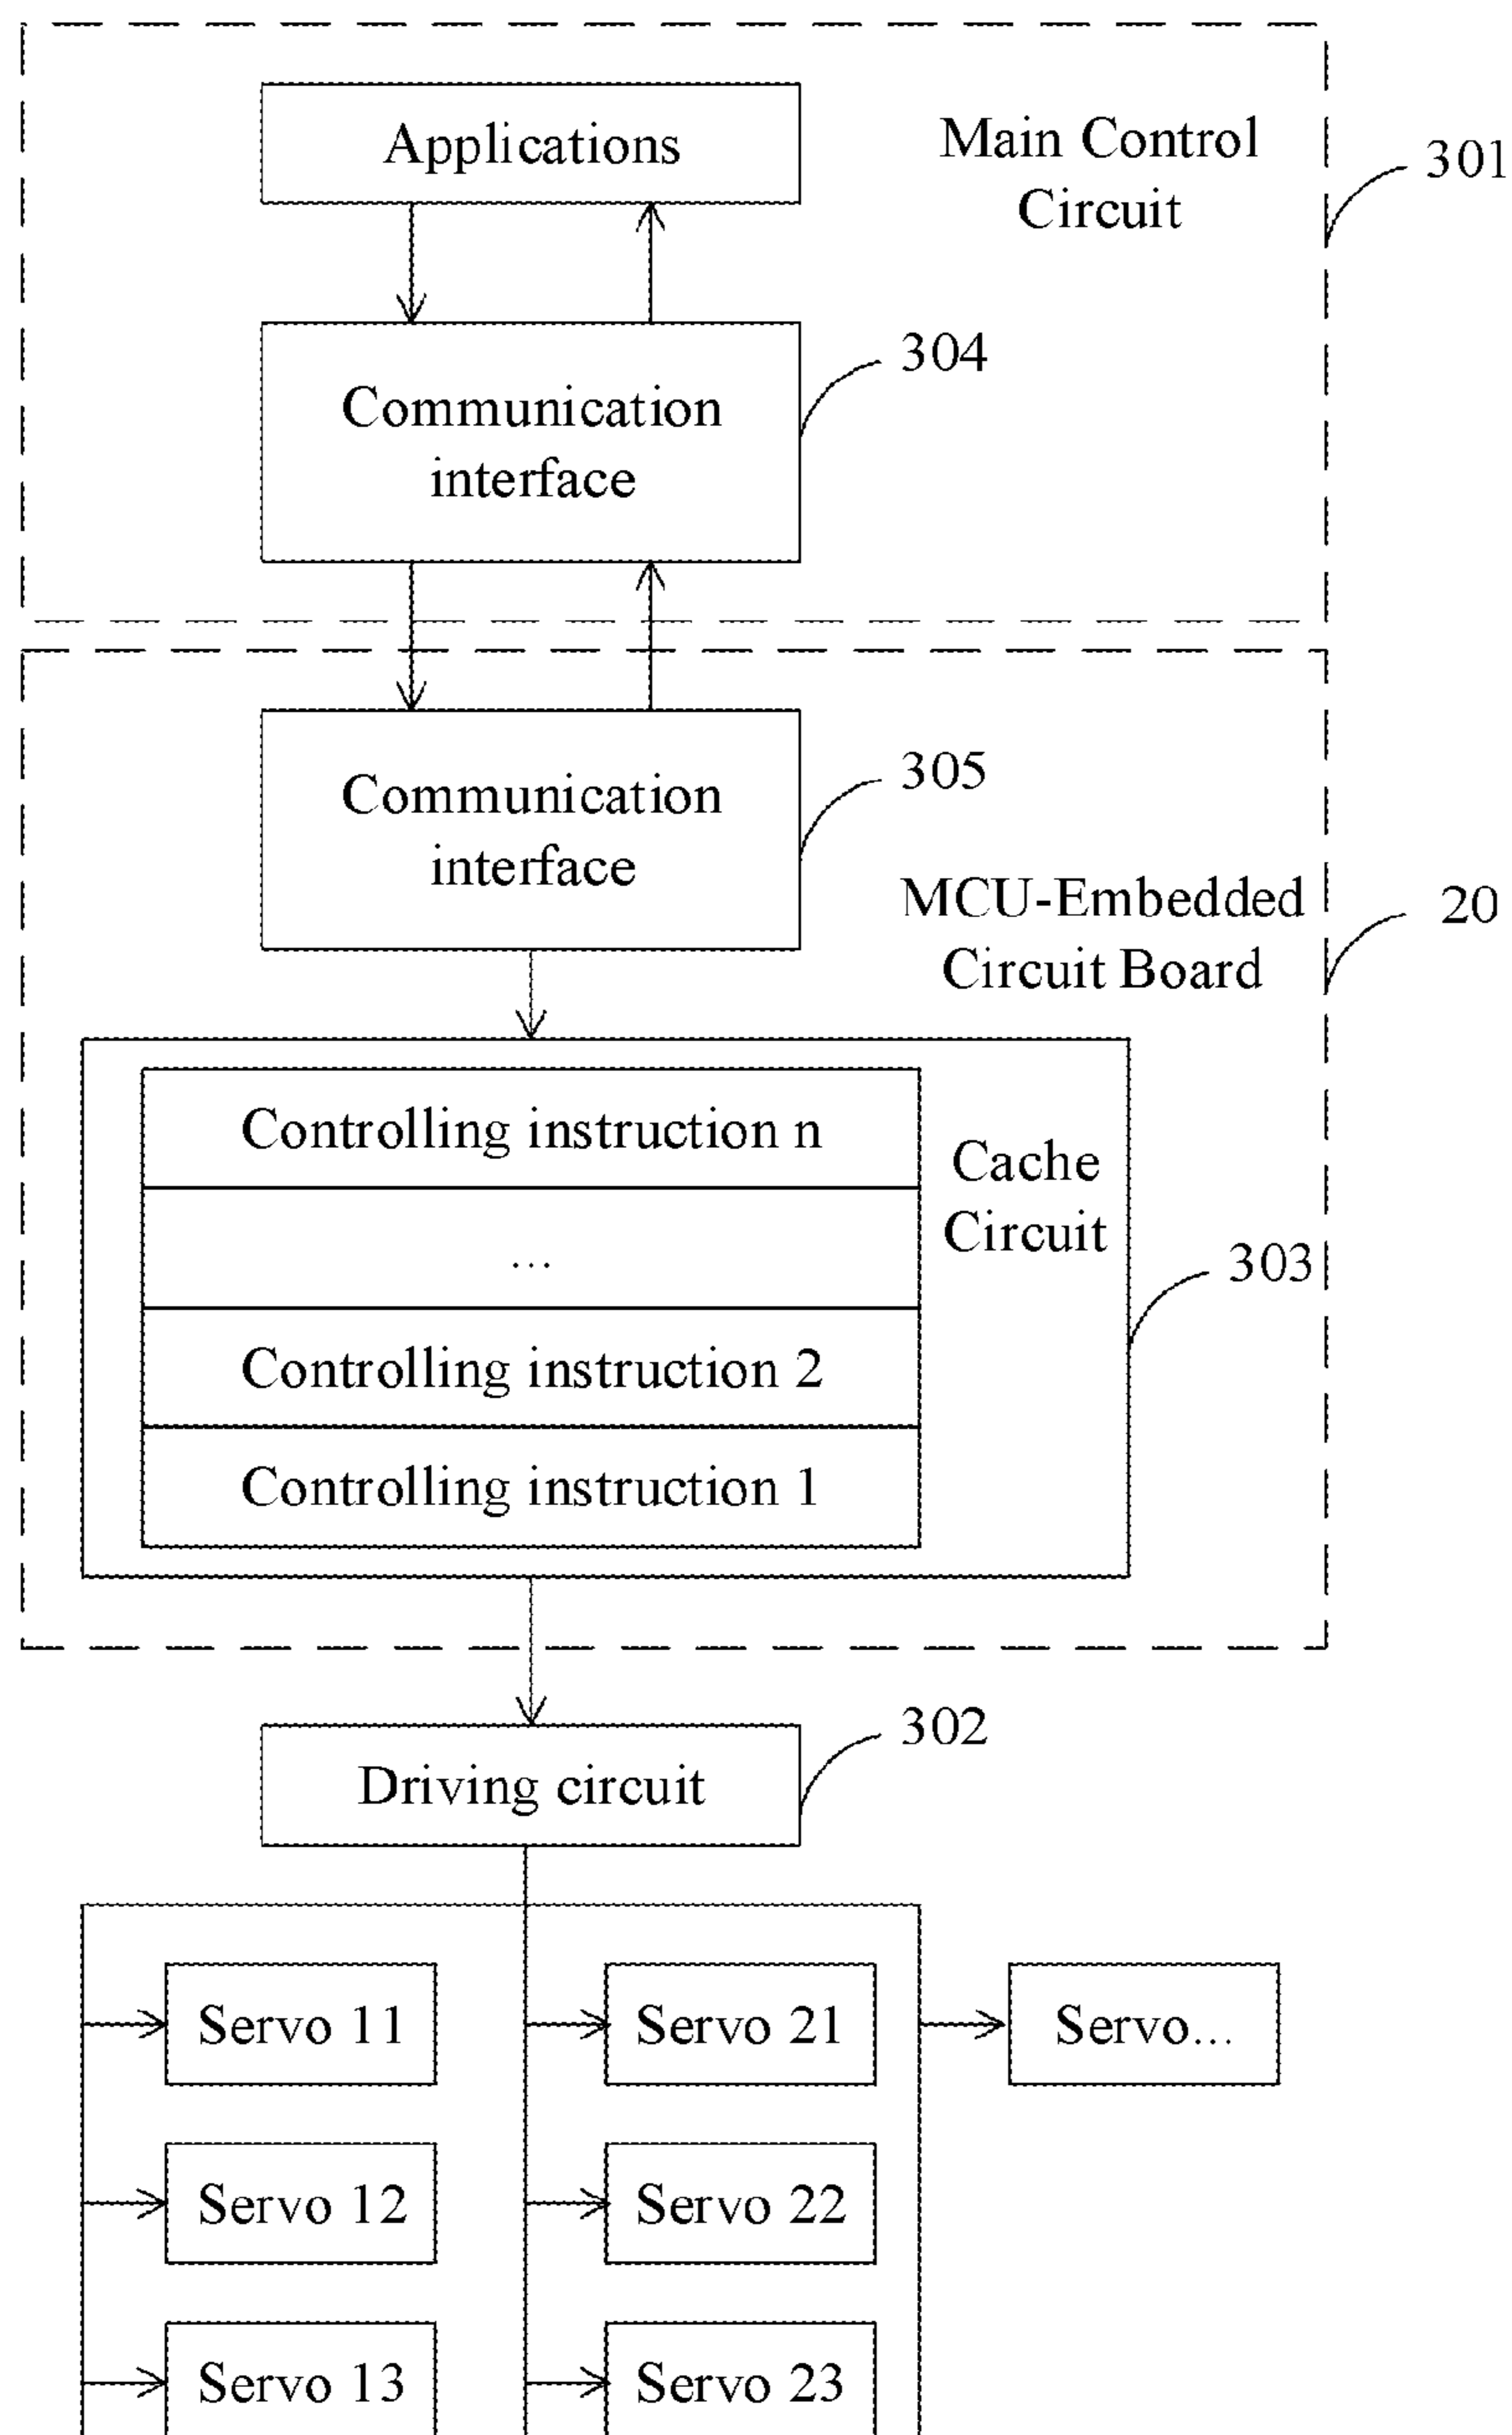 Applications
Main Control
Circuit
301
304
Communication
interface
305
Communication
interface
MCU-Embedded
Circuit Board
20
Controlling instruction n
Cache
Circuit
...
303
Controlling instruction 2
Controlling instruction 1
302
Driving circuit
Servo 11
Servo 21
Servo...
Servo 12
Servo 22
Servo 13
Servo 23